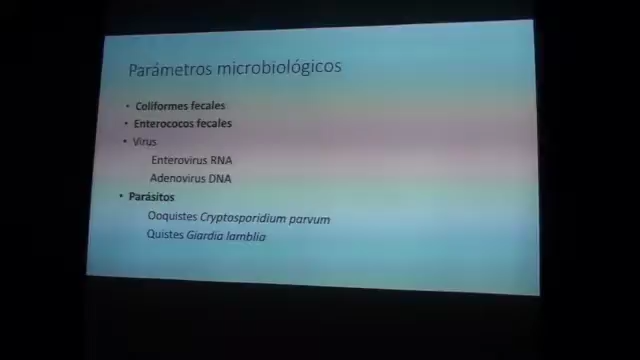 Parámetros microbiológicos
• Coliformes fecales
• Enterococos fecales
• Virus
Enterovirus RNA
Adenovirus DNA
• Parásitos
Ooquistes Cryptosporidium parvum
Quistes Giardia lamblia